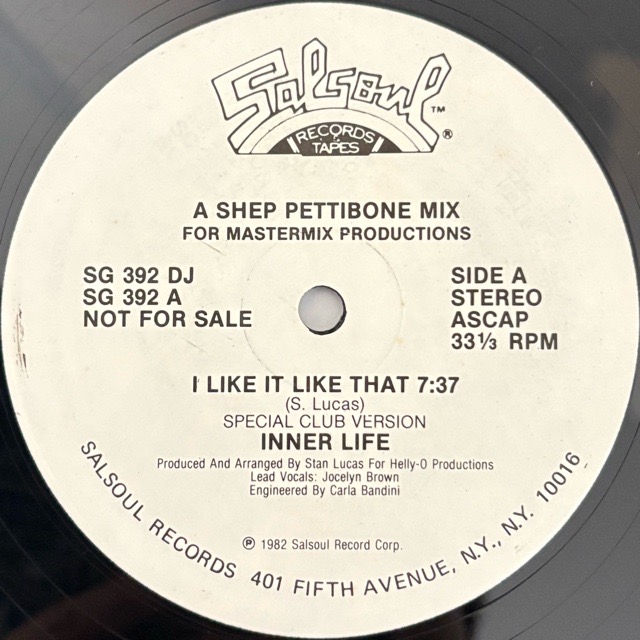 Salsoul™
RECORDS & TAPES®
A SHEP PETTIBONE MIX
FOR MASTERMIX PRODUCTIONS
SG 392 DJ
SG 392 A
NOT FOR SALE
SIDE A
STEREO
ASCAP
33⅓ RPM
I LIKE IT LIKE THAT 7:37
(S. Lucas)
SPECIAL CLUB VERSION
INNER LIFE
Produced And Arranged By Stan Lucas For Helly-O Productions
Lead Vocals: Jocelyn Brown
Engineered By Carla Bandini
℗ 1982 Salsoul Record Corp.
SALSOUL RECORDS 401 FIFTH AVENUE, N.Y., N.Y. 10016